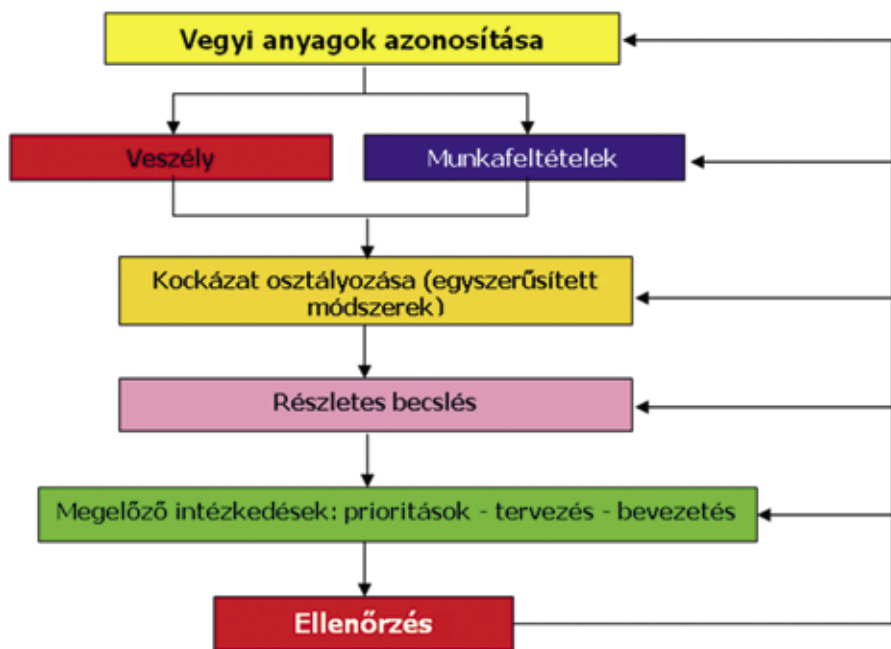 Vegyi anyagok azonosítása
Veszély
Munkafeltételek
Kockázat osztályozása (egyszerűsített
módszerek)
Részletes becslés
Megelőző intézkedések: prioritások - tervezés - bevezetés
Ellenőrzés